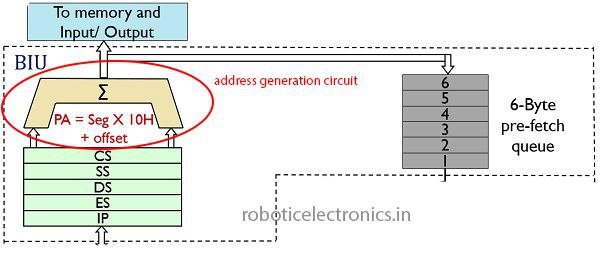 To memory and
Input/ Output
BIU
address generation circuit
Σ
PA = Seg X 10H
+ offset
CS
SS
DS
ES
IP
6
5
4
3
2
1
6-Byte
pre-fetch
queue
roboticelectronics.in